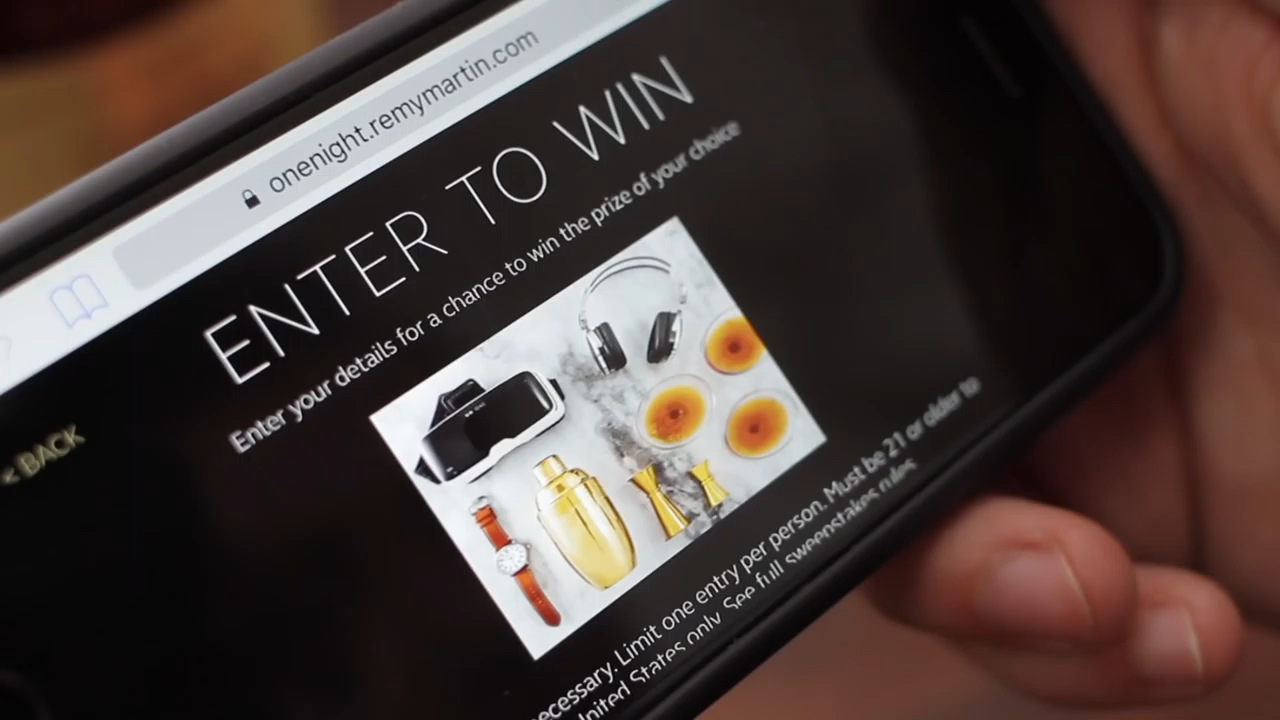 onenight.remymartin.com
ENTER TO WIN
Enter your details for a chance to win the prize of your choice
< BACK
necessary. Limit one entry per person. Must be 21 or older to
United States only. See full sweepstakes rules